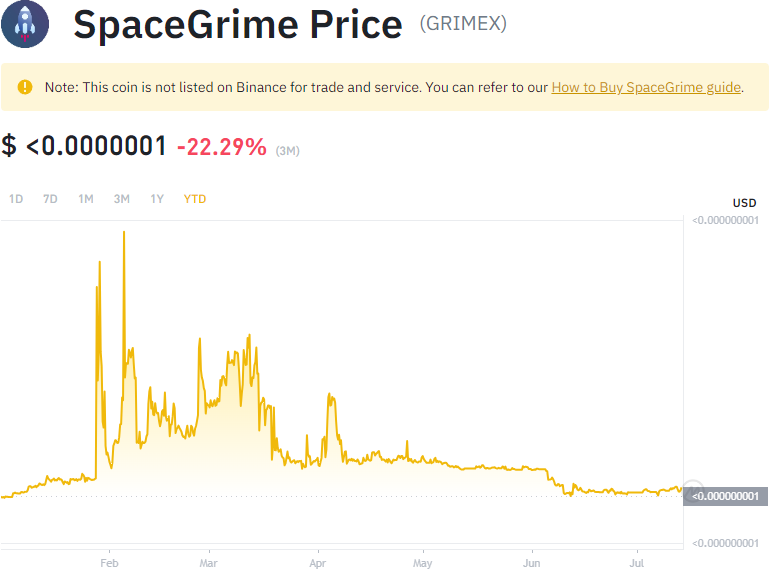 SpaceGrime Price (GRIMEX)
Note: This coin is not listed on Binance for trade and service. You can refer to our How to Buy SpaceGrime guide.
$ <0.0000001 -22.29% (3M)
1D 7D 1M 3M 1Y YTD
USD
<0.000000001
<0.000000001
<0.000000001
Feb Mar Apr May Jun Jul